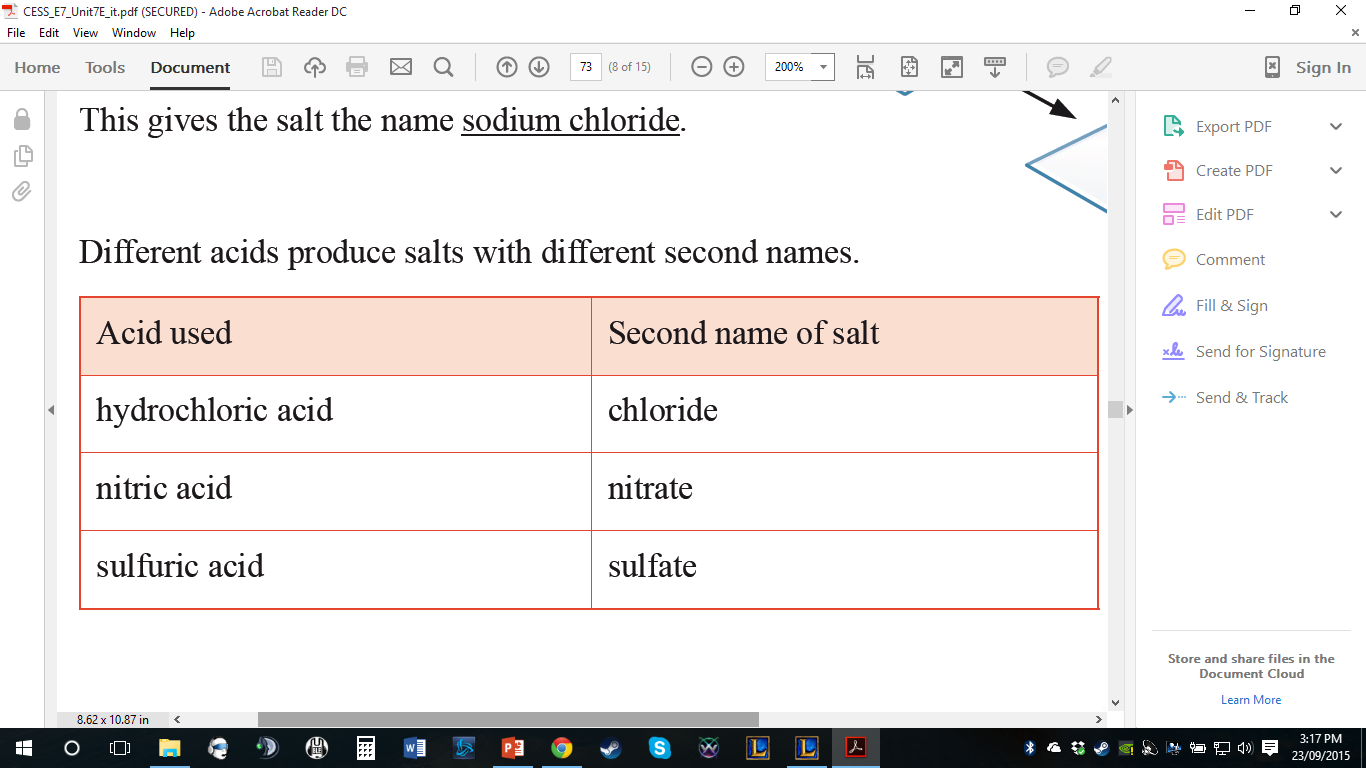 CESS_E7_Unit7E_it.pdf (SECURED) - Adobe Acrobat Reader DC
File Edit View Window Help
Home Tools Document 73 (8 of 15) 200% Sign In
This gives the salt the name sodium chloride.
Different acids produce salts with different second names.
Acid used Second name of salt
hydrochloric acid chloride
nitric acid nitrate
sulfuric acid sulfate
Export PDF
Create PDF
Edit PDF
Comment
Fill & Sign
Send for Signature
Send & Track
Store and share files in the
Document Cloud
Learn More
8.62 x 10.87 in
3:17 PM
23/09/2015